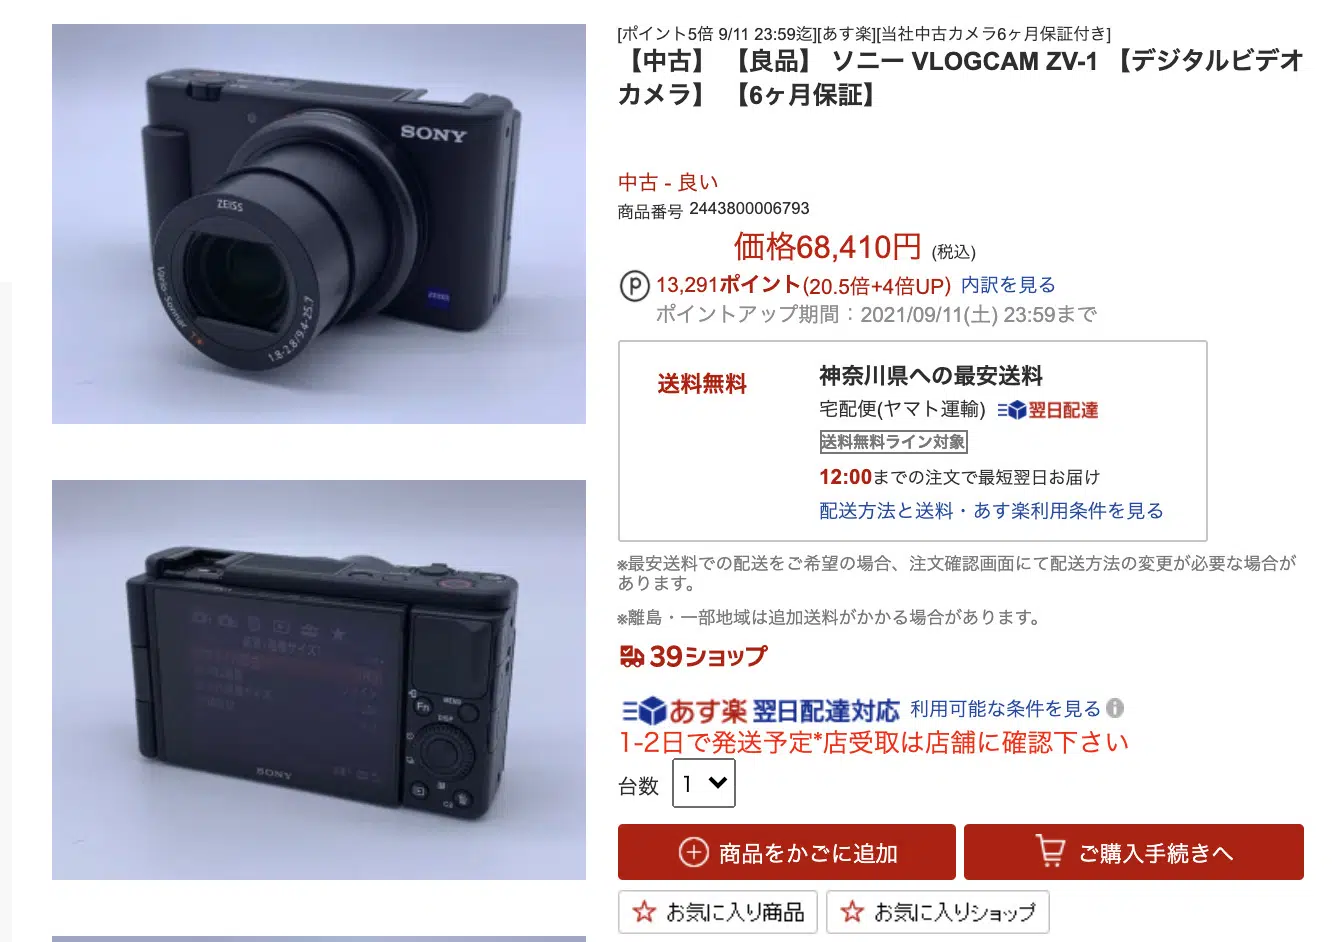 SONY
ZEISS
Vario-Sonnar T*
1.8-2.8/9.4-25.7
ZEISS
Fn
MENU
DISP
SONY
[ポイント5倍 9/11 23:59迄][あす楽][当社中古カメラ6ヶ月保証付き]
【中古】 【良品】 ソニー VLOGCAM ZV-1 【デジタルビデオ
カメラ】 【6ヶ月保証】
中古 - 良い
商品番号 2443800006793
価格68,410円 (税込)
P 13,291ポイント(20.5倍+4倍UP) 内訳を見る
ポイントアップ期間：2021/09/11(土) 23:59まで
送料無料
神奈川県への最安送料
宅配便(ヤマト運輸) 翌日配達
送料無料ライン対象
12:00までの注文で最短翌日お届け
配送方法と送料・あす楽利用条件を見る
※最安送料での配送をご希望の場合、注文確認画面にて配送方法の変更が必要な場合が
あります。
※離島・一部地域は追加送料がかかる場合があります。
39ショップ
あす楽 翌日配達対応 利用可能な条件を見る
1-2日で発送予定*店受取は店舗に確認下さい
台数 1
商品をかごに追加
ご購入手続きへ
お気に入り商品
お気に入りショップ